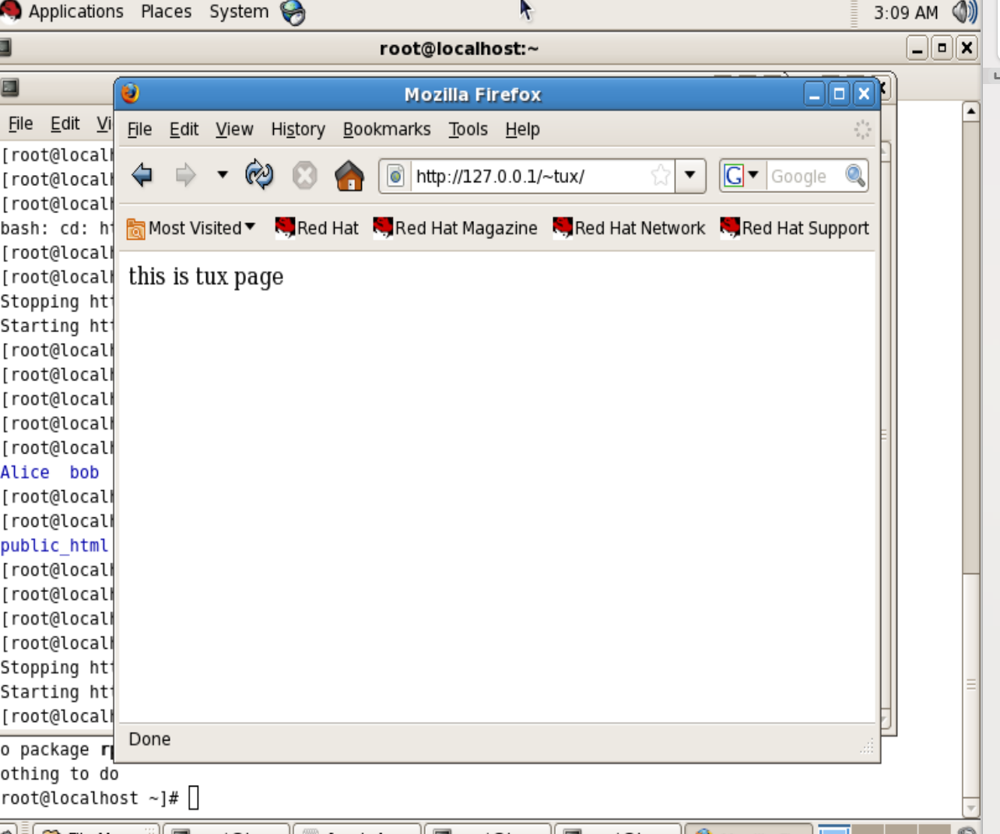 Applications Places System 3:09 AM
root@localhost:~
Mozilla Firefox
File Edit
File Edit View History Bookmarks Tools Help
http://127.0.0.1/~tux/ Google
Most Visited Red Hat Red Hat Magazine Red Hat Network Red Hat Support
this is tux page
[root@local
[root@local
[root@local
bash: cd: ht
[root@local
[root@local
Stopping htt
Starting htt
[root@local
[root@local
[root@local
[root@local
[root@local
Alice bob
[root@local
[root@local
public_html
[root@local
[root@local
[root@local
[root@local
Stopping htt
Starting htt
[root@local
Done
o package
othing to do
root@localhost ~]#